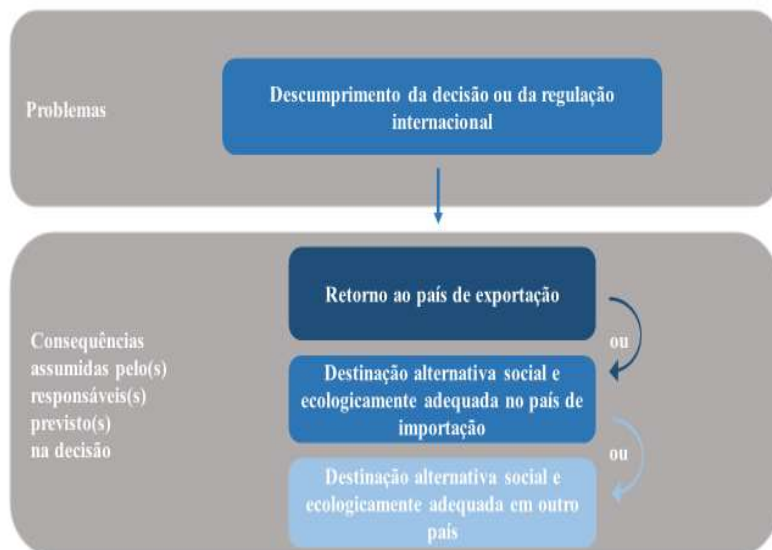 Problemas
Descumprimento da decisão ou da regulação
internacional
Consequências
assumidas pelo(s)
responsáveis(s)
previsto(s)
na decisão
Retorno ao país de exportação
ou
Destinação alternativa social e
ecologicamente adequada no país de
importação
ou
Destinação alternativa social e
ecologicamente adequada em outro
país